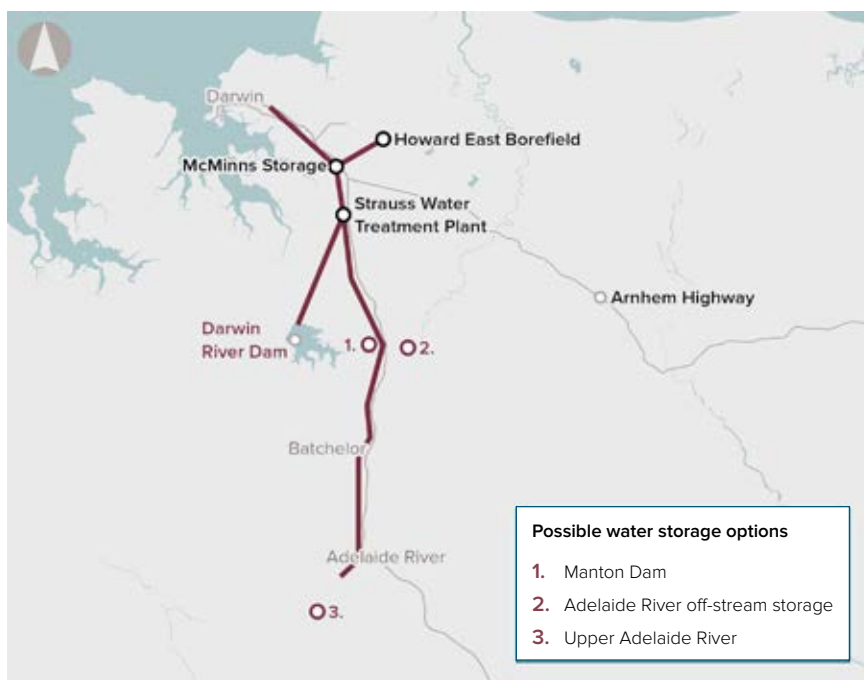 Darwin
Howard East Borefield
McMinns Storage
Strauss Water
Treatment Plant
Arnhem Highway
Darwin
River Dam
1.
2.
Batchelor
Adelaide River
3.
Possible water storage options
1. Manton Dam
2. Adelaide River off-stream storage
3. Upper Adelaide River